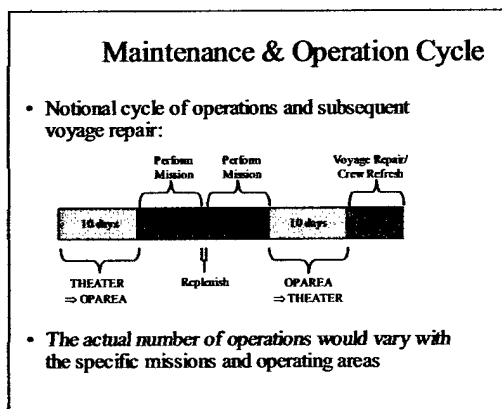 Maintenance & Operation Cycle
• Notional cycle of operations and subsequent
voyage repair:
Perform Mission
Perform Mission
Voyage Repair/
Crew Refresh
10 days
10 days
THEATER
⇒ OPAREA
Replenish
OPAREA
⇒ THEATER
• The actual number of operations would vary with
the specific missions and operating areas